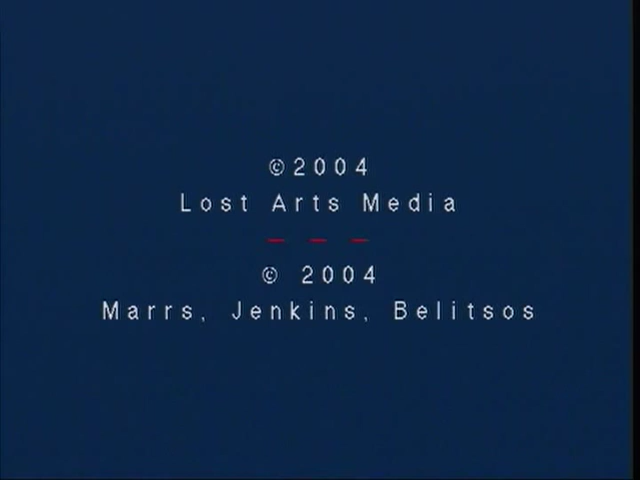 ©2004
Lost Arts Media
— — —
© 2004
Marrs, Jenkins, Belitsos